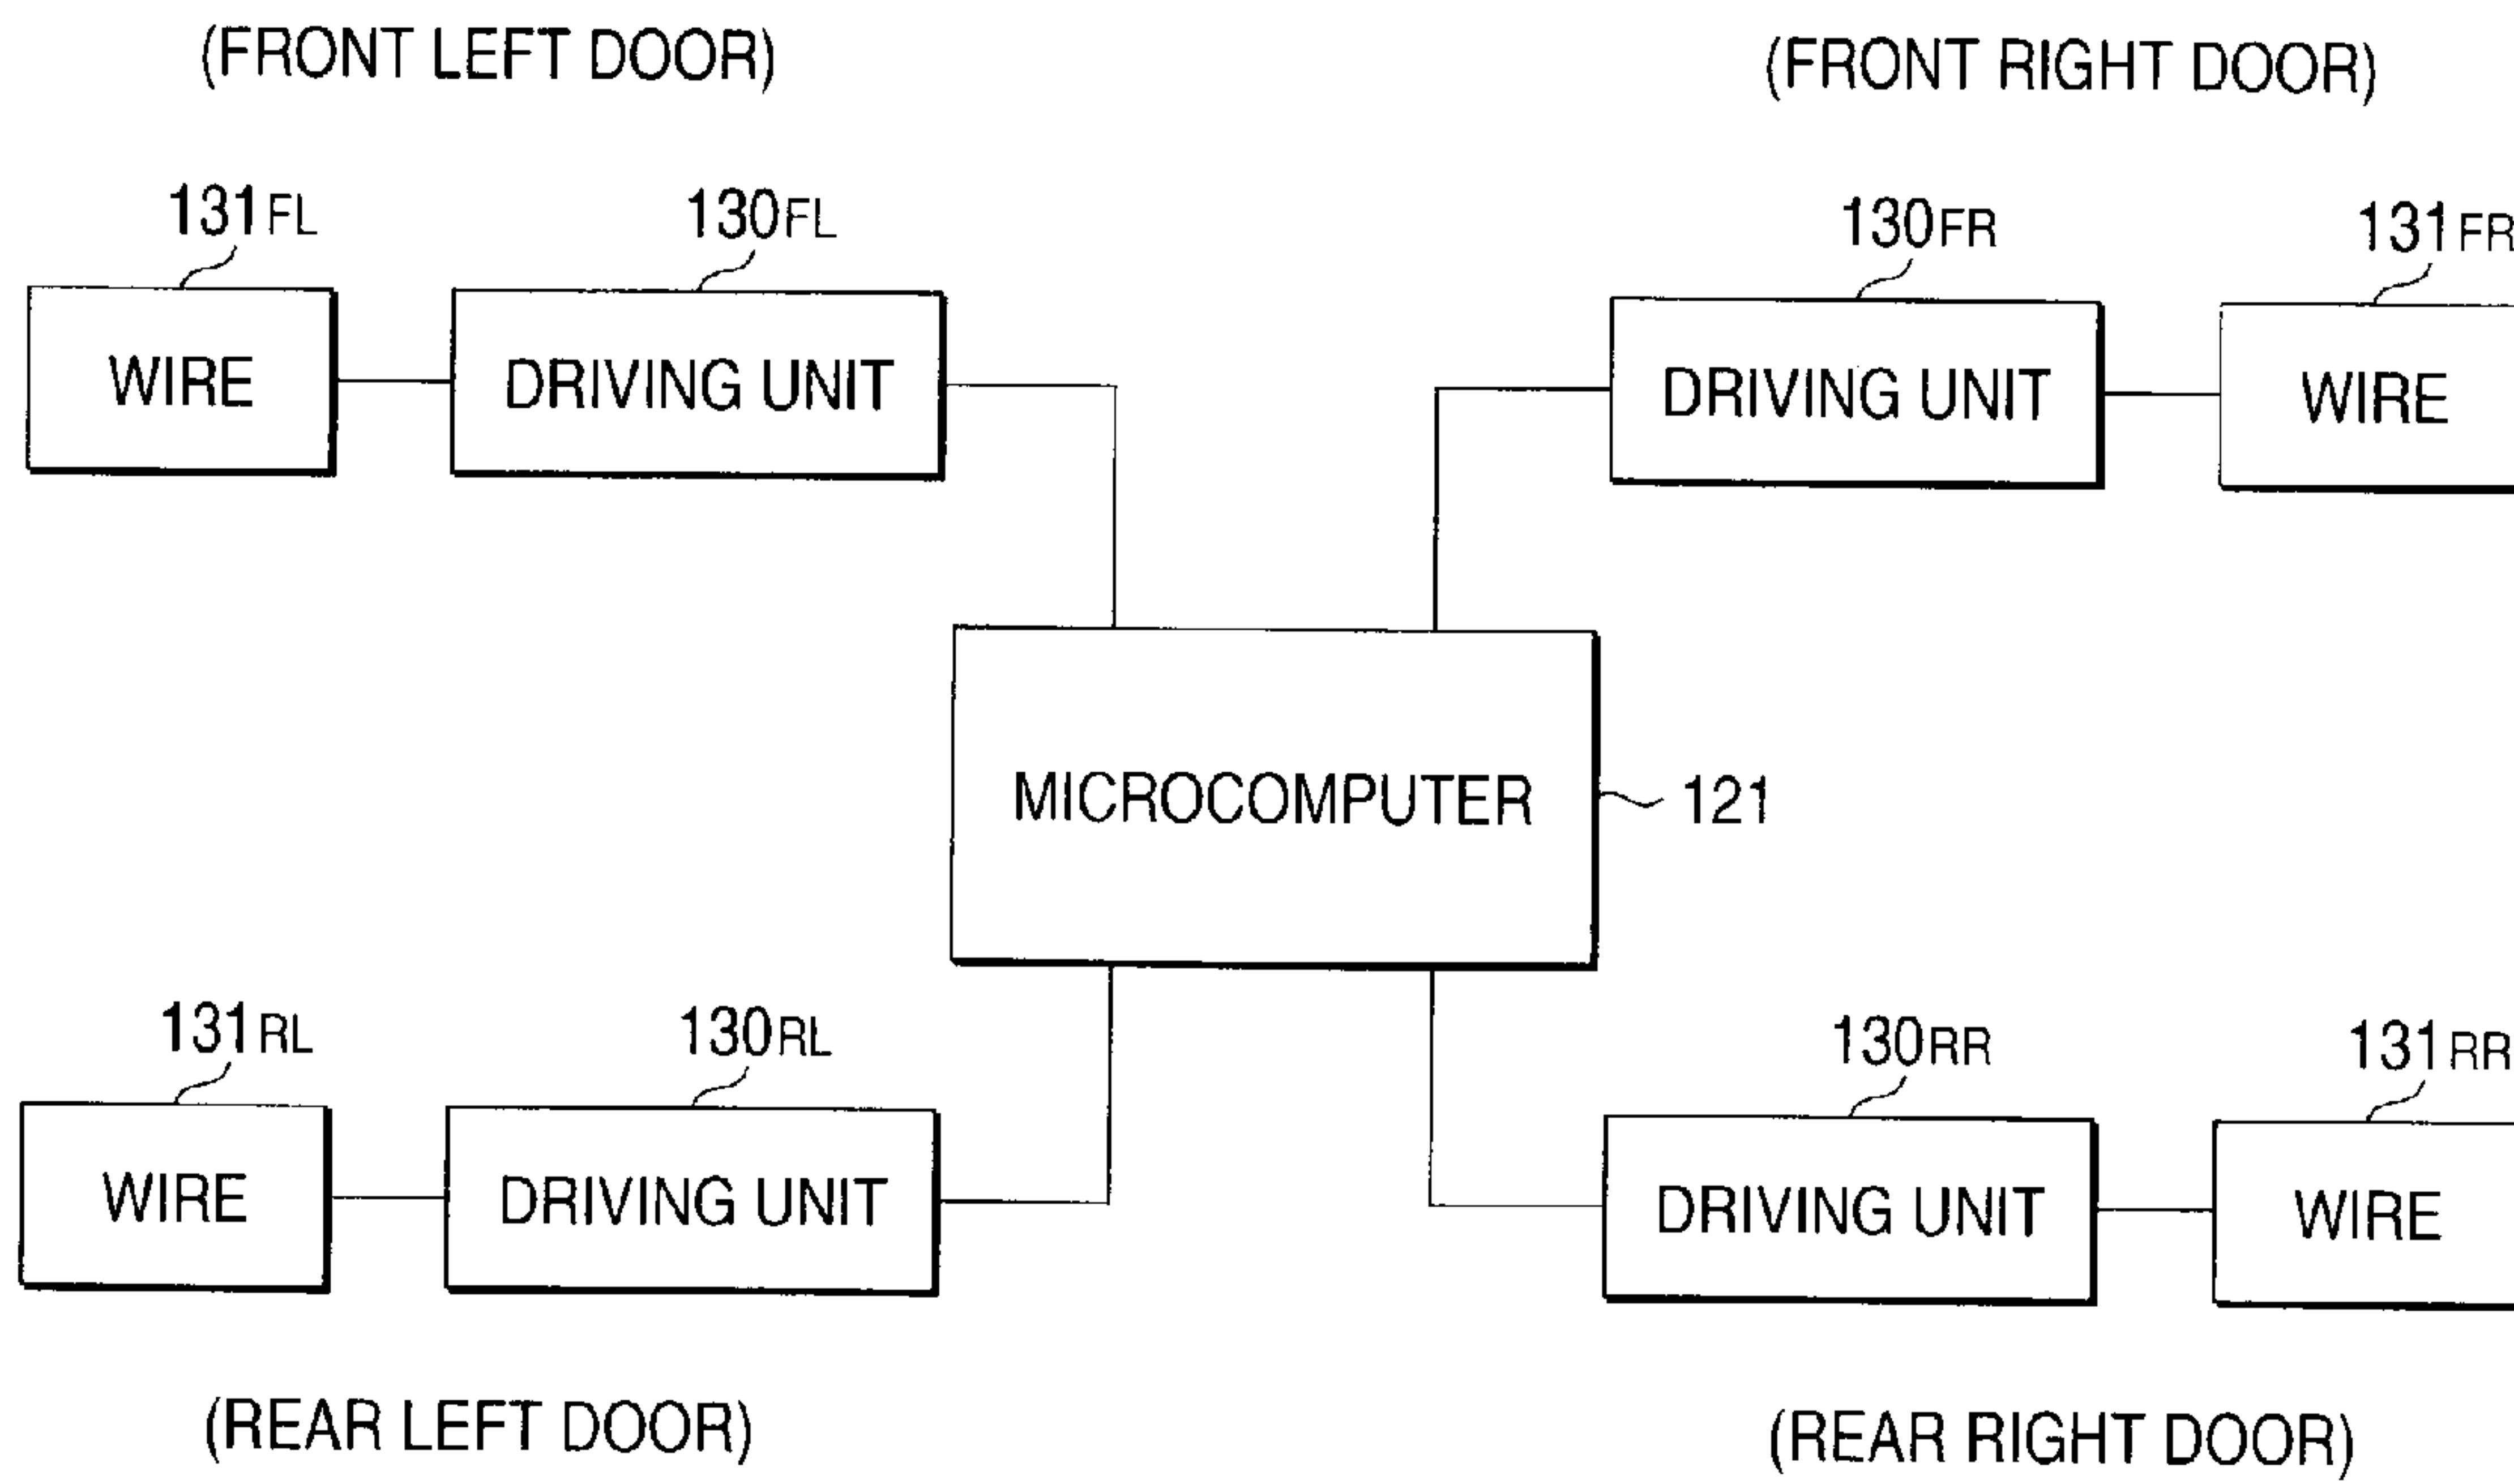 (FRONT LEFT DOOR)
(FRONT RIGHT DOOR)
131FL
130FL
130FR
131FR
WIRE
DRIVING UNIT
DRIVING UNIT
WIRE
MICROCOMPUTER
121
131RL
130RL
130RR
131RR
WIRE
DRIVING UNIT
DRIVING UNIT
WIRE
(REAR LEFT DOOR)
(REAR RIGHT DOOR)